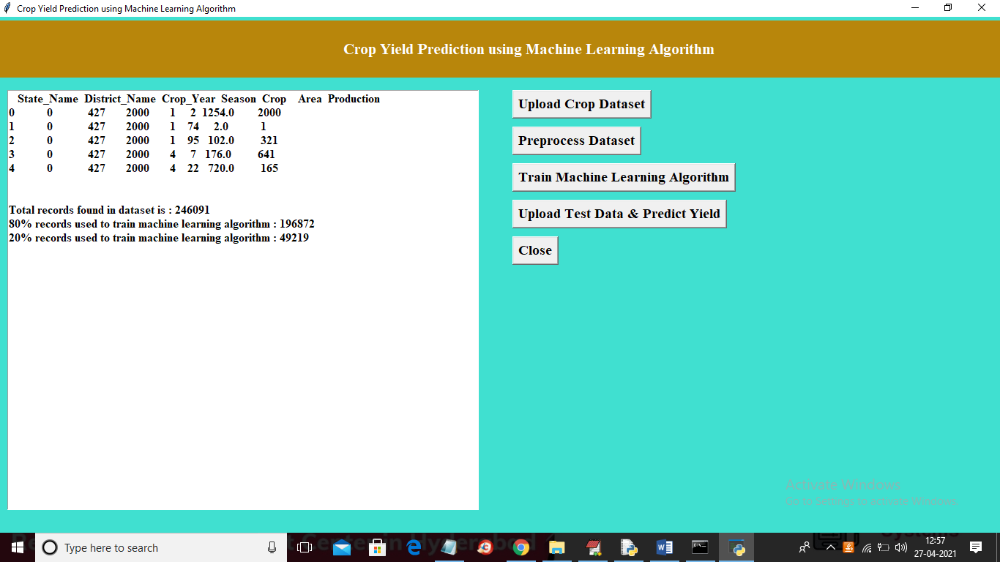 Crop Yield Prediction using Machine Learning Algorithm
Crop Yield Prediction using Machine Learning Algorithm
State_Name District_Name Crop_Year Season Crop Area Production
0 0 427 2000 1 2 1254.0 2000
1 0 427 2000 1 74 2.0 1
2 0 427 2000 1 95 102.0 321
3 0 427 2000 4 7 176.0 641
4 0 427 2000 4 22 720.0 165
Total records found in dataset is : 246091
80% records used to train machine learning algorithm : 196872
20% records used to train machine learning algorithm : 49219
Upload Crop Dataset
Preprocess Dataset
Train Machine Learning Algorithm
Upload Test Data & Predict Yield
Close
Activate Windows
Go to Settings to activate Windows.
Type here to search
Center in Hyderabad
Systems
12:57
27-04-2021